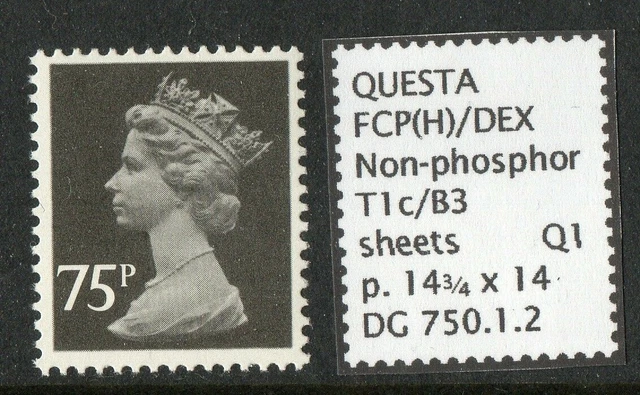 75P
QUESTA
FCP(H)/DEX
Non-phosphor
T1c/B3
sheets Q1
p. 14¾ x 14
DG 750.1.2